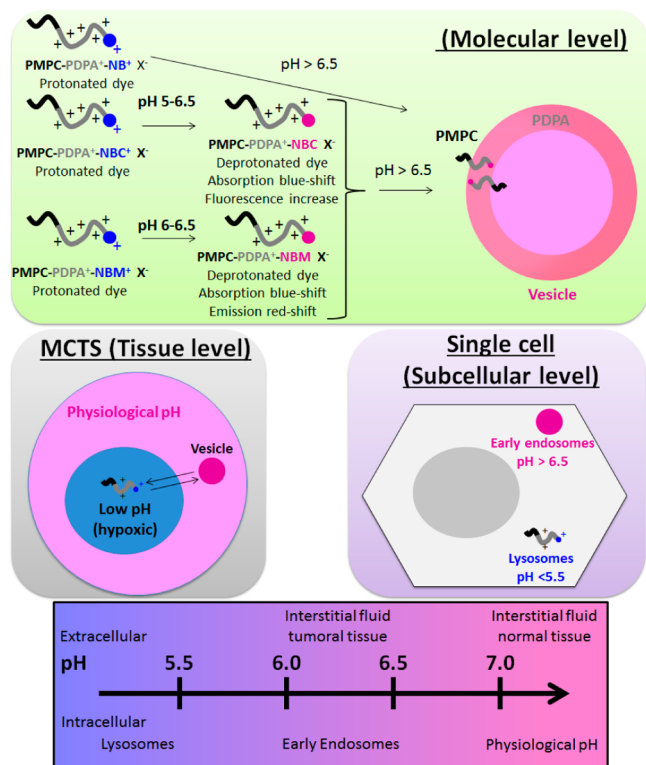 (Molecular level)
+ + + + + +
PMPC-PDPA⁺-NB⁺ X⁻
Protonated dye
pH > 6.5
+ + + + + +
pH 5-6.5
+ + + + +
PMPC-PDPA⁺-NBC⁺ X⁻
Protonated dye
PMPC-PDPA⁺-NBC X⁻
Deprotonated dye
Absorption blue-shift
Fluorescence increase
+ + + + + +
pH 6-6.5
+ + + + +
PMPC-PDPA⁺-NBM⁺ X⁻
Protonated dye
PMPC-PDPA⁺-NBM X⁻
Deprotonated dye
Absorption blue-shift
Emission red-shift
pH > 6.5
PMPC
PDPA
Vesicle
MCTS (Tissue level)
Physiological pH
Vesicle
+ + +
Low pH
(hypoxic)
Single cell
(Subcellular level)
Early endosomes
pH > 6.5
+ + +
Lysosomes
pH <5.5
Extracellular
Interstitial fluid
tumoral tissue
Interstitial fluid
normal tissue
pH 5.5 6.0 6.5 7.0
Intracellular
Lysosomes Early Endosomes Physiological pH